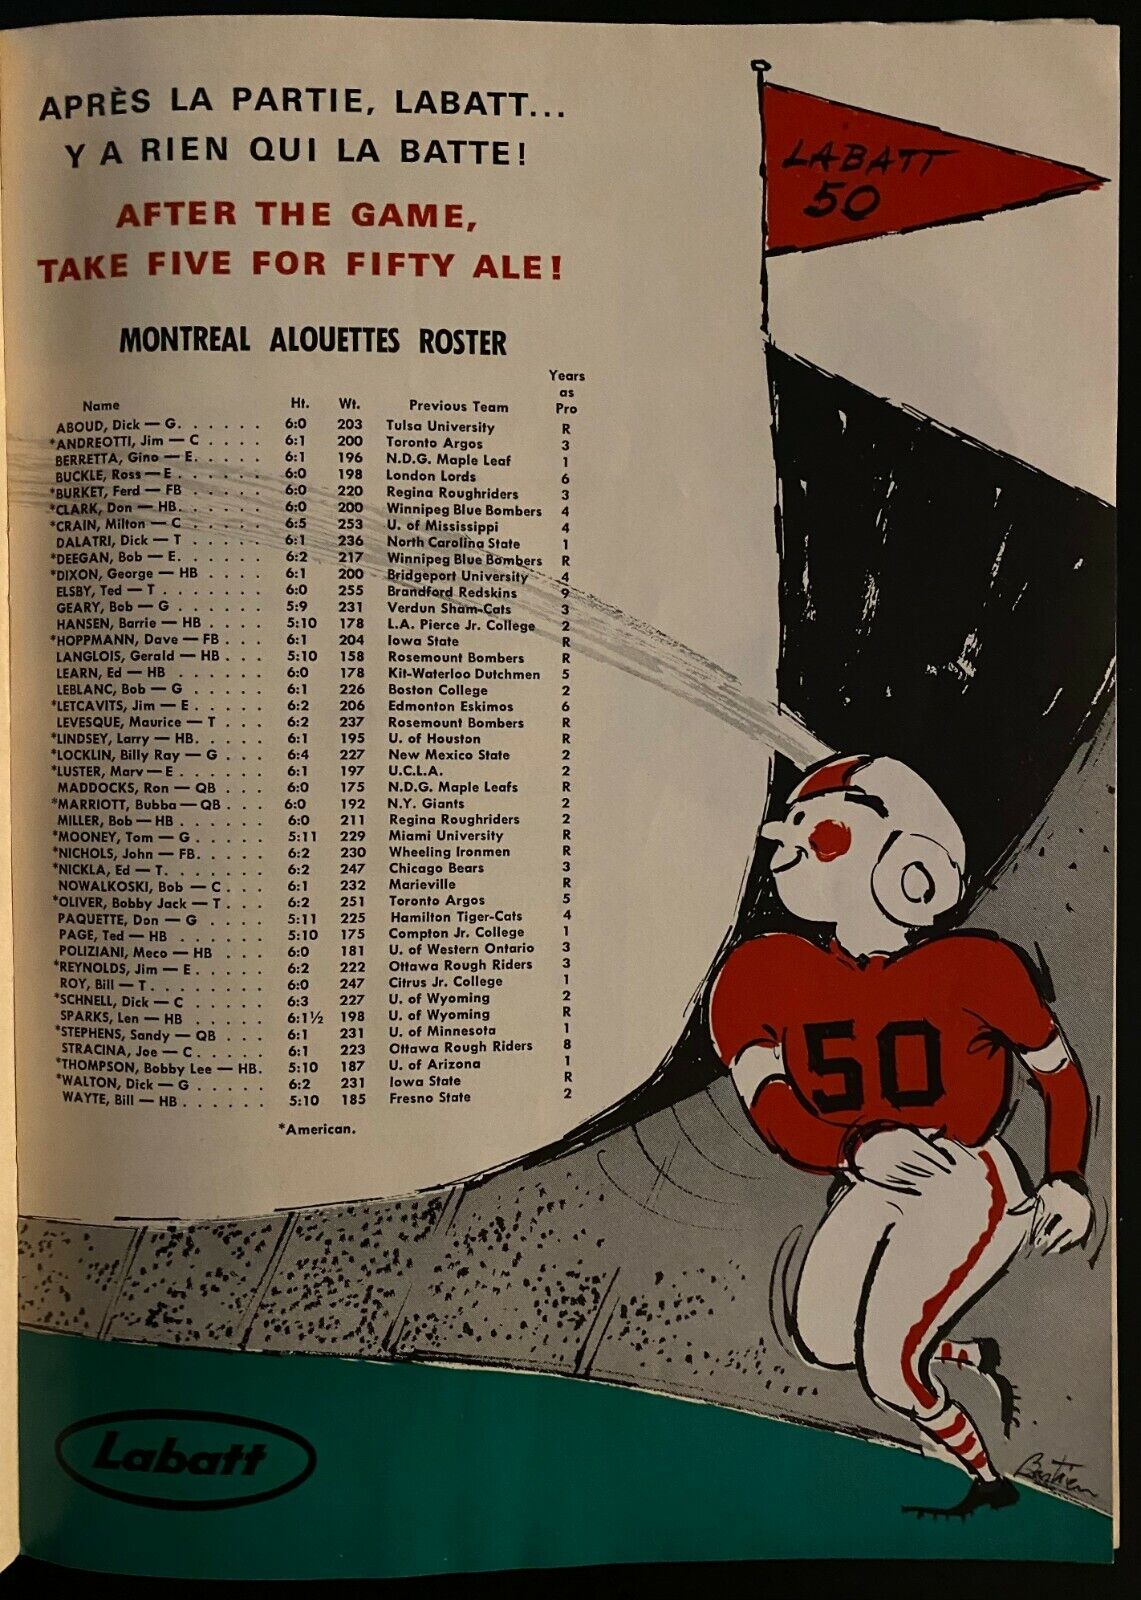 APRÈS LA PARTIE, LABATT...
Y A RIEN QUI LA BATTE!
AFTER THE GAME,
TAKE FIVE FOR FIFTY ALE!
LABATT
50
MONTREAL ALOUETTES ROSTER
Name Ht. Wt. Previous Team Years as Pro
ABOUD, Dick — G. . . . . . 6:0 203 Tulsa University R
*ANDREOTTI, Jim — C . . . . 6:1 200 Toronto Argos 3
BERRETTA, Gino — E. . . . . 6:1 196 N.D.G. Maple Leaf 1
BUCKLE, Ross — E . . . . . 6:0 198 London Lords 6
*BURKET, Ferd — FB . . . . 6:0 220 Regina Roughriders 3
*CLARK, Don — HB. . . . . 6:0 200 Winnipeg Blue Bombers 4
*CRAIN, Milton — C . . . . 6:5 253 U. of Mississippi 4
DALATRI, Dick — T . . . . . 6:1 236 North Carolina State 1
*DEEGAN, Bob — E. . . . . 6:2 217 Winnipeg Blue Bombers R
*DIXON, George — HB . . . . 6:1 200 Bridgeport University 4
ELSBY, Ted — T . . . . . . 6:0 255 Brandford Redskins 9
GEARY, Bob — G . . . . . . 5:9 231 Verdun Sham-Cats 3
HANSEN, Barrie — HB . . . . 5:10 178 L.A. Pierce Jr. College 2
*HOPPMANN, Dave — FB . . . 6:1 204 Iowa State R
LANGLOIS, Gerald — HB . . . 5:10 158 Rosemount Bombers R
LEARN, Ed — HB . . . . . 6:0 178 Kit-Waterloo Dutchmen 5
LEBLANC, Bob — G . . . . . 6:1 226 Boston College 2
*LETCAVITS, Jim — E . . . . 6:2 206 Edmonton Eskimos 6
LEVESQUE, Maurice — T . . . 6:2 237 Rosemount Bombers R
*LINDSEY, Larry — HB. . . . 6:1 195 U. of Houston R
*LOCKLIN, Billy Ray — G . . . 6:4 227 New Mexico State 2
*LUSTER, Marv — E . . . . . 6:1 197 U.C.L.A. 2
MADDOCKS, Ron — QB . . . 6:0 175 N.D.G. Maple Leafs R
*MARRIOTT, Bubba — QB . . . 6:0 192 N.Y. Giants 2
MILLER, Bob — HB . . . . . 6:0 211 Regina Roughriders 2
*MOONEY, Tom — G . . . . 5:11 229 Miami University R
*NICHOLS, John — FB. . . . . 6:2 230 Wheeling Ironmen R
*NICKLA, Ed — T. . . . . . 6:2 247 Chicago Bears 3
NOWALKOSKI, Bob — C . . . 6:1 232 Marieville R
*OLIVER, Bobby Jack — T . . . 6:2 251 Toronto Argos 5
PAQUETTE, Don — G . . . . 5:11 225 Hamilton Tiger-Cats 4
PAGE, Ted — HB . . . . . 5:10 175 Compton Jr. College 1
POLIZIANI, Meco — HB . . . 6:0 181 U. of Western Ontario 3
*REYNOLDS, Jim — E. . . . . 6:2 222 Ottawa Rough Riders 3
ROY, Bill — T. . . . . . . 6:0 247 Citrus Jr. College 1
*SCHNELL, Dick — C . . . . 6:3 227 U. of Wyoming 2
SPARKS, Len — HB . . . . . 6:1½ 198 U. of Wyoming R
*STEPHENS, Sandy — QB . . . 6:1 231 U. of Minnesota 1
STRACINA, Joe — C. . . . . 6:1 223 Ottawa Rough Riders 8
*THOMPSON, Bobby Lee — HB. 5:10 187 U. of Arizona 1
*WALTON, Dick — G . . . . 6:2 231 Iowa State R
WAYTE, Bill — HB . . . . . . 5:10 185 Fresno State 2
*American.
50
Labatt
Bastien